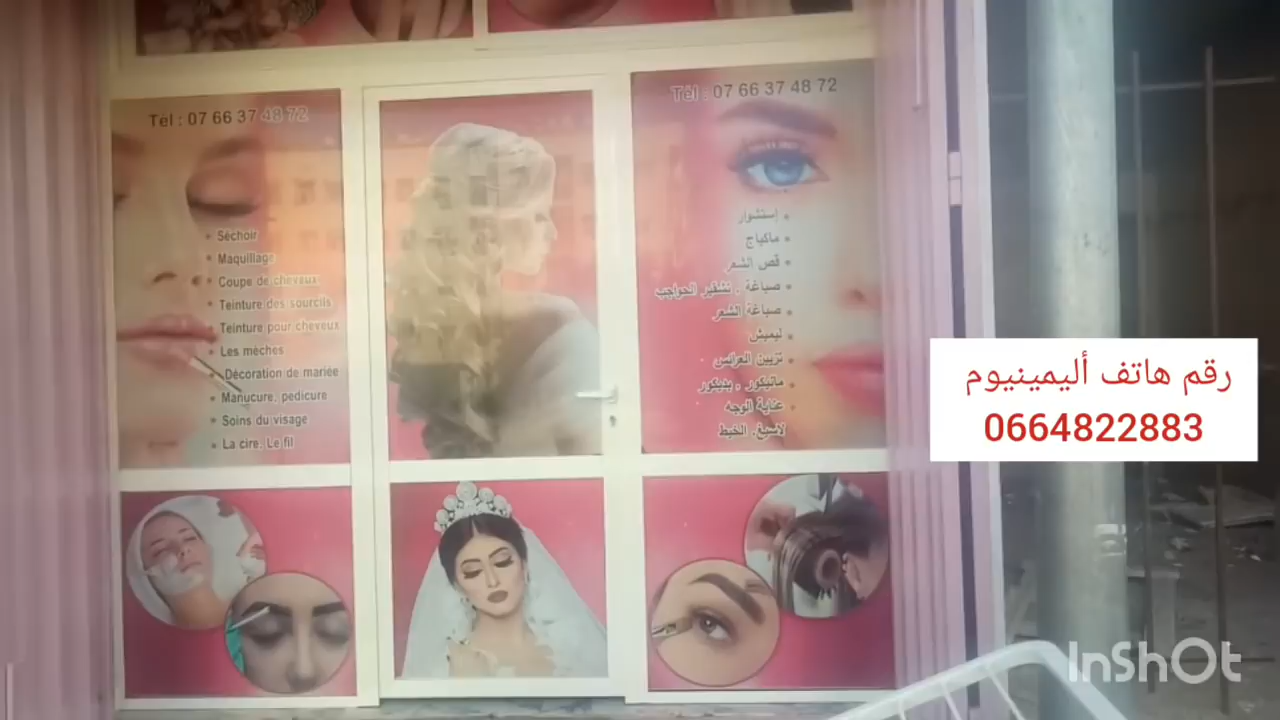 Tél : 07 66 37 48 72
• Séchoir
• Maquillage
• Coupe de cheveux
• Teinture des sourcils
• Teinture pour cheveux
• Les mèches
• Décoration de mariée
• Manucure, pedicure
• Soins du visage
• La cire, Le fil
Tél : 07 66 37 48 72
• إستشوار
• ماكياج
• قص الشعر
• صباغة , تشقير الحواجب
• صباغة الشعر
• ليميش
• تزيين العرائس
• مانيكور , بديكور
• عناية الوجه
لاسيغ, الخيط
رقم هاتف أليمينيوم
0664822883
InShOt